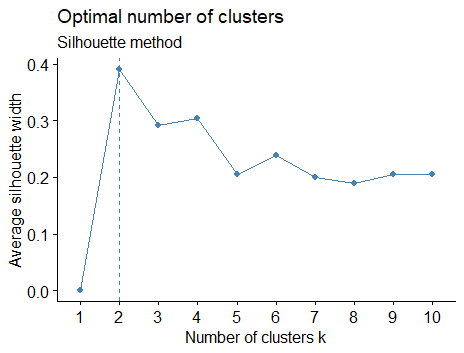 Optimal number of clusters
Silhouette method
Average silhouette width
0.4
0.3
0.2
0.1
0.0
1 2 3 4 5 6 7 8 9 10
Number of clusters k